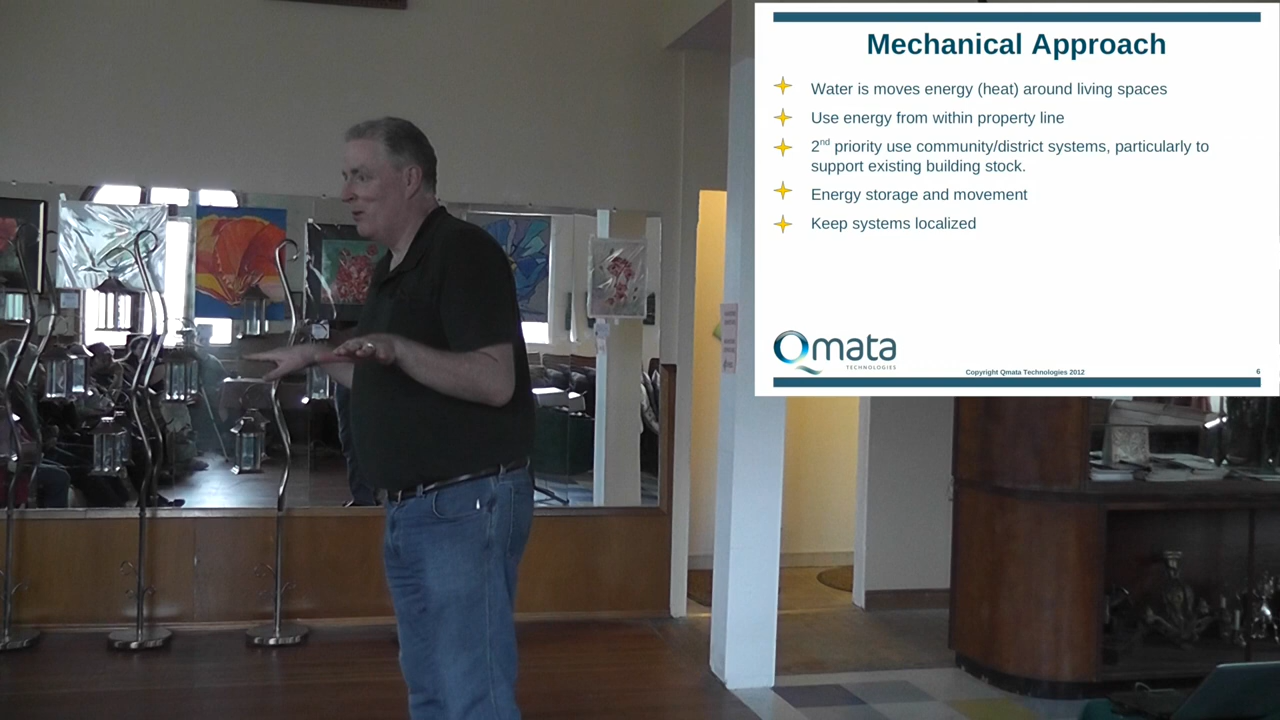 Mechanical Approach
Water is moves energy (heat) around living spaces
Use energy from within property line
2nd priority use community/district systems, particularly to
support existing building stock.
Energy storage and movement
Keep systems localized
Qmata
TECHNOLOGIES
Copyright Qmata Technologies 2012
6